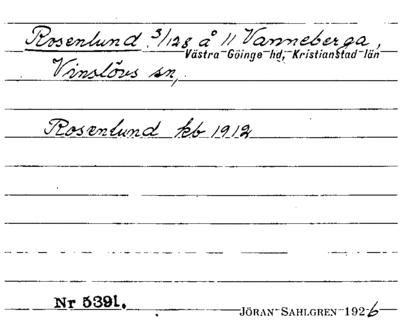 Rosenlund 3/128 å 11 Vanneberga,
Västra Göinge hd, Kristianstad län
Vinslövs sn,
Rosenlund kb 1912
Nr 5391.
JÖRAN SAHLGREN 1926